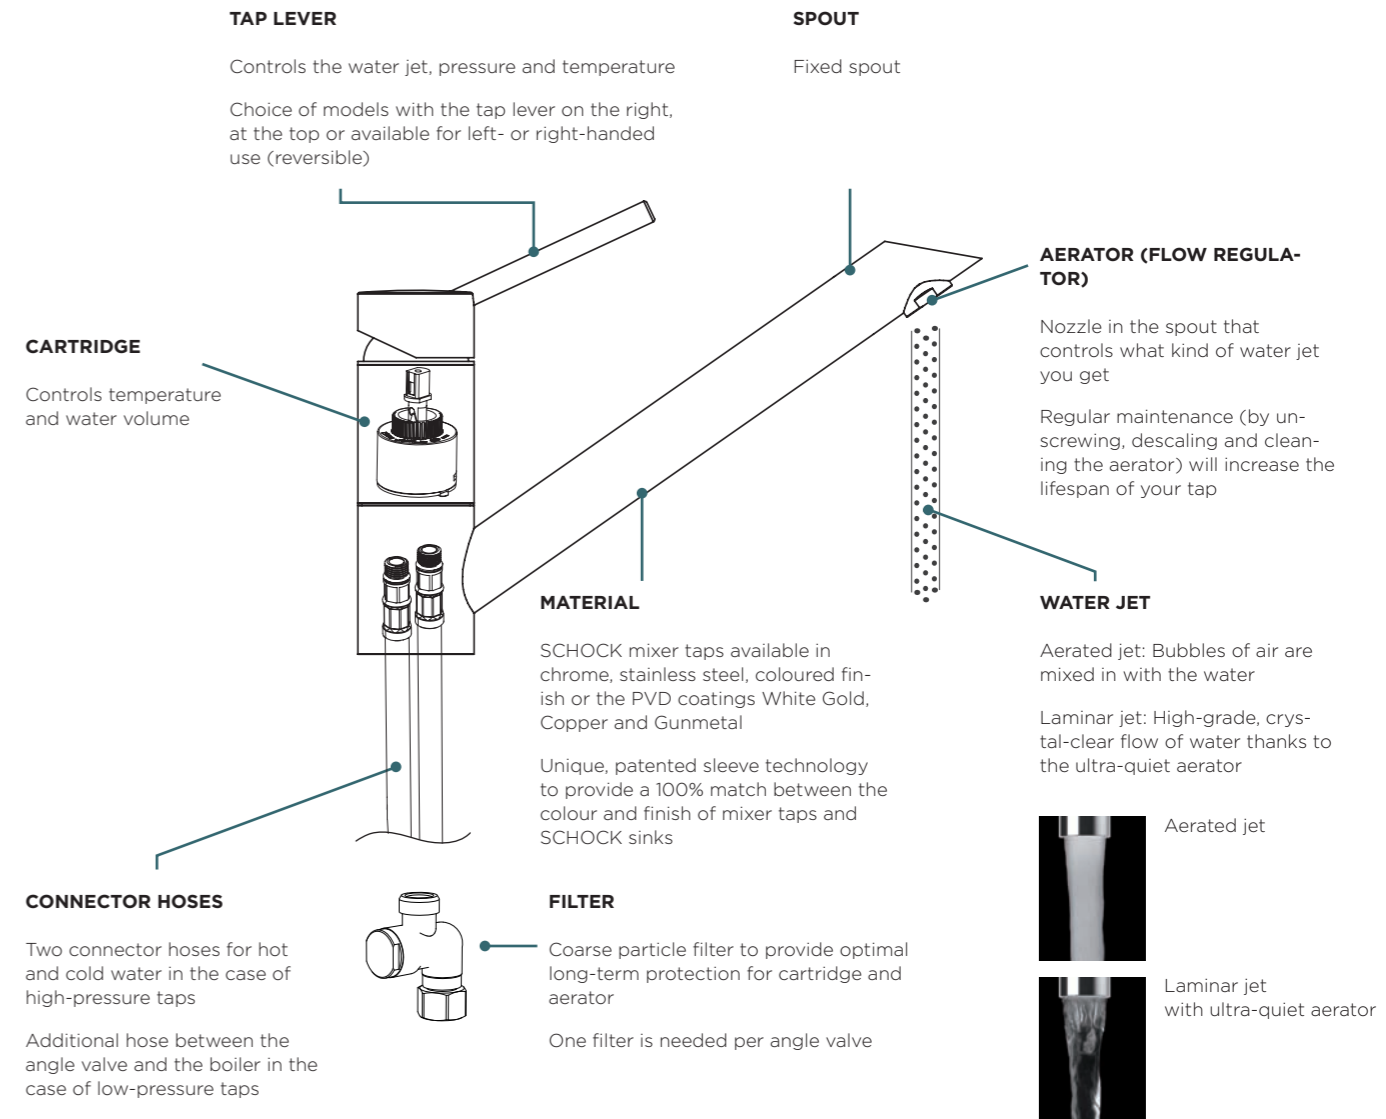 TAP LEVER
Controls the water jet, pressure and temperature
Choice of models with the tap lever on the right,
at the top or available for left- or right-handed
use (reversible)
SPOUT
Fixed spout
AERATOR (FLOW REGULA-
TOR)
Nozzle in the spout that
controls what kind of water jet
you get
Regular maintenance (by un-
screwing, descaling and clean-
ing the aerator) will increase the
lifespan of your tap
CARTRIDGE
Controls temperature
and water volume
MATERIAL
SCHOCK mixer taps available in
chrome, stainless steel, coloured fin-
ish or the PVD coatings White Gold,
Copper and Gunmetal
Unique, patented sleeve technology
to provide a 100% match between the
colour and finish of mixer taps and
SCHOCK sinks
WATER JET
Aerated jet: Bubbles of air are
mixed in with the water
Laminar jet: High-grade, crys-
tal-clear flow of water thanks to
the ultra-quiet aerator
Aerated jet
Laminar jet
with ultra-quiet aerator
CONNECTOR HOSES
Two connector hoses for hot
and cold water in the case of
high-pressure taps
Additional hose between the
angle valve and the boiler in the
case of low-pressure taps
FILTER
Coarse particle filter to provide optimal
long-term protection for cartridge and
aerator
One filter is needed per angle valve